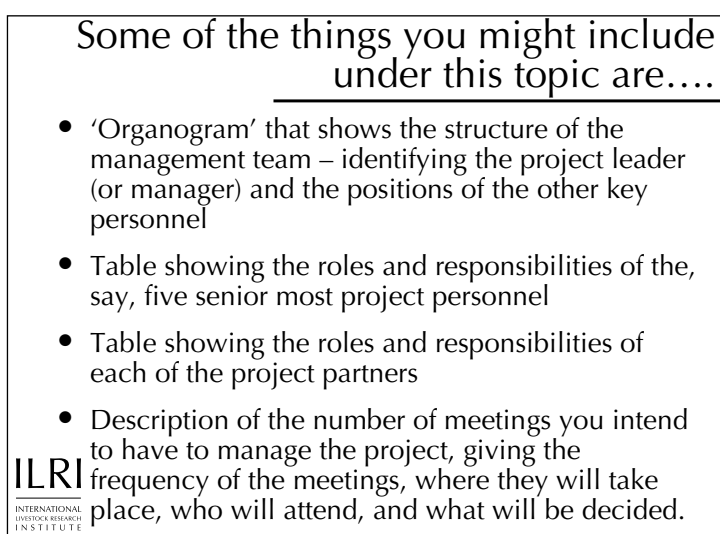 Some of the things you might include
under this topic are….
• ‘Organogram’ that shows the structure of the
management team – identifying the project leader
(or manager) and the positions of the other key
personnel
• Table showing the roles and responsibilities of the,
say, five senior most project personnel
• Table showing the roles and responsibilities of
each of the project partners
• Description of the number of meetings you intend
to have to manage the project, giving the
frequency of the meetings, where they will take
place, who will attend, and what will be decided.
ILRI
INTERNATIONAL
LIVESTOCK RESEARCH
INSTITUTE